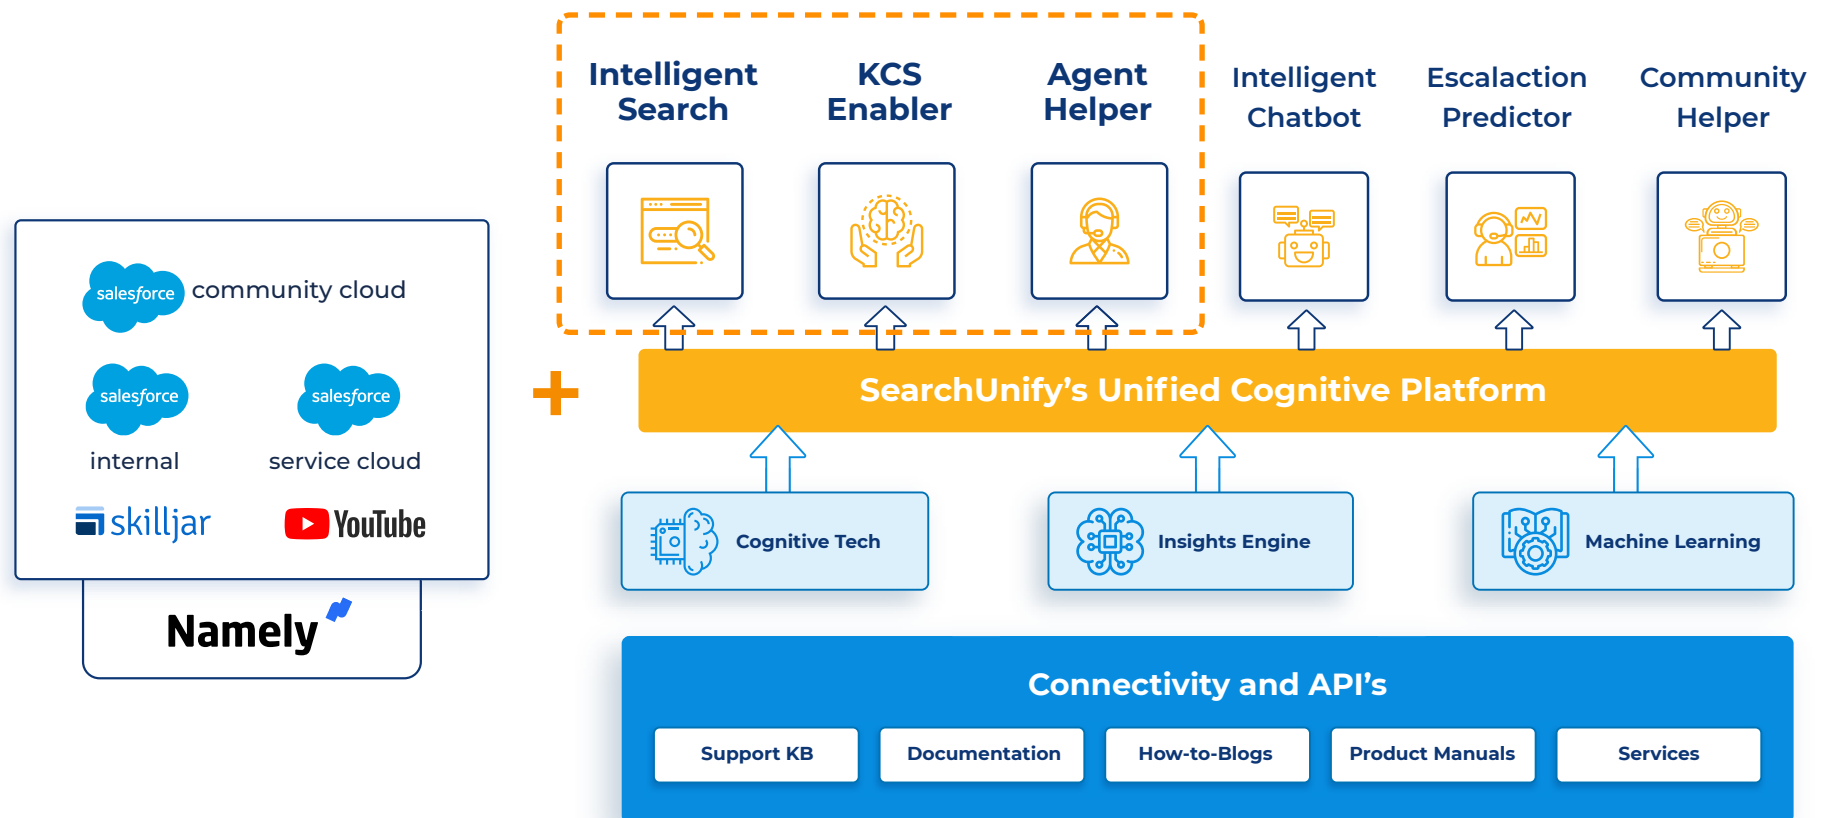 Intelligent
Search
KCS
Enabler
Agent
Helper
Intelligent
Chatbot
Escalaction
Predictor
Community
Helper
salesforce community cloud
salesforce
internal
salesforce
service cloud
skilljar
YouTube
Namely
+
SearchUnify’s Unified Cognitive Platform
Cognitive Tech
Insights Engine
Machine Learning
Connectivity and API’s
Support KB
Documentation
How-to-Blogs
Product Manuals
Services